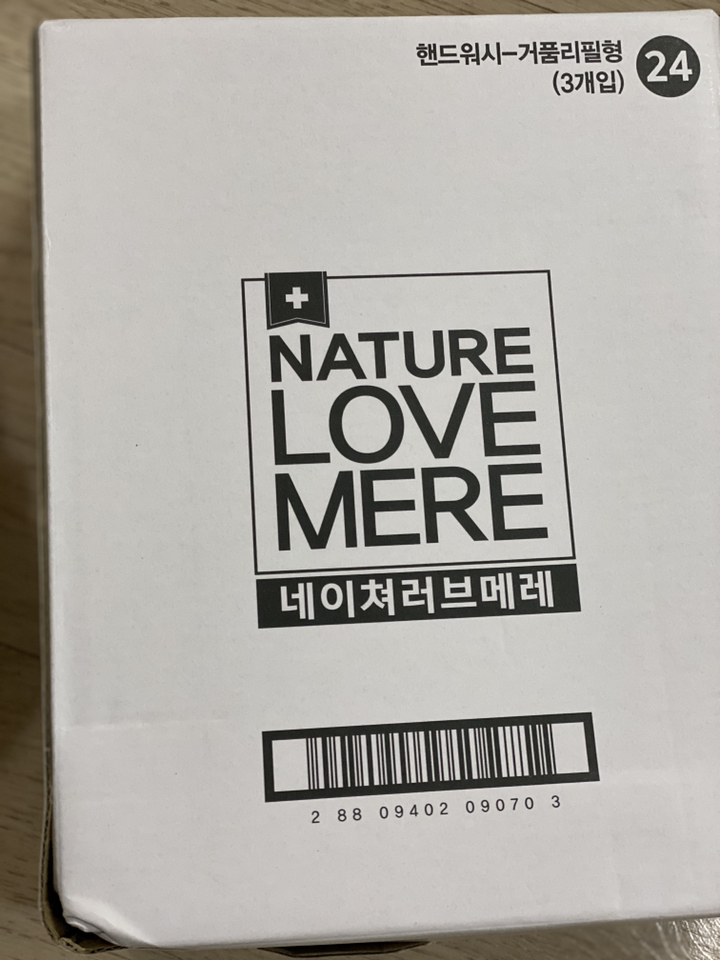 핸드워시-거품리필형
(3개입)
24
NATURE
LOVE
MERE
네이쳐러브메레
2 88 09402 09070 3